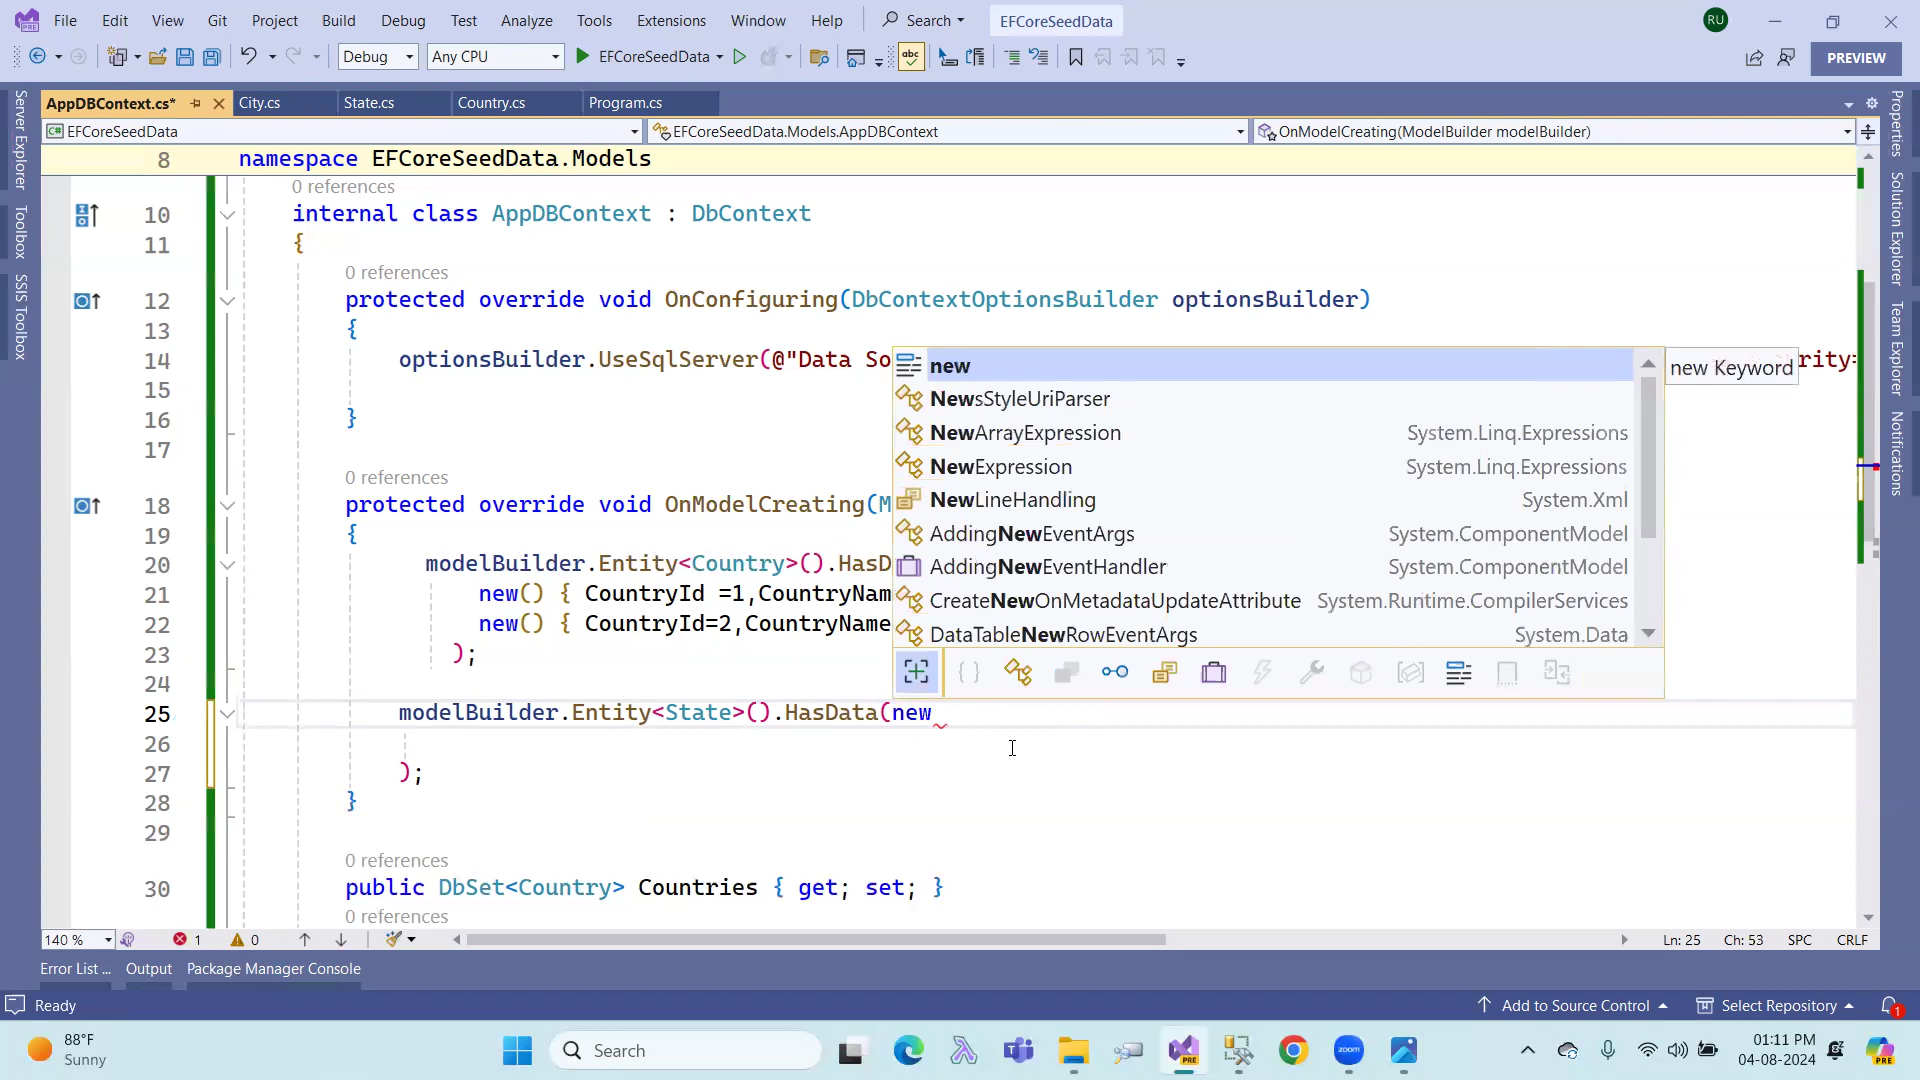 File Edit View Git Project Build Debug Test Analyze Tools Extensions Window Help Search EFCoreSeedData RU
Debug Any CPU EFCoreSeedData abc PREVIEW
AppDBContext.cs* City.cs State.cs Country.cs Program.cs
EFCoreSeedData EFCoreSeedData.Models.AppDBContext OnModelCreating(ModelBuilder modelBuilder)
Server Explorer
Toolbox
SSIS Toolbox
8 namespace EFCoreSeedData.Models
0 references
10 internal class AppDBContext : DbContext
11 {
0 references
12 protected override void OnConfiguring(DbContextOptionsBuilder optionsBuilder)
13 {
14 optionsBuilder.UseSqlServer(@"Data So rity=
15
16 }
17
0 references
18 protected override void OnModelCreating(M
19 {
20 modelBuilder.Entity<Country>().HasD
21 new() { CountryId =1,CountryNam
22 new() { CountryId=2,CountryName
23 );
24
25 modelBuilder.Entity<State>().HasData(new
26
27 );
28 }
29
0 references
30 public DbSet<Country> Countries { get; set; }
0 references
new
NewsStyleUriParser
NewArrayExpression System.Linq.Expressions
NewExpression System.Linq.Expressions
NewLineHandling System.Xml
AddingNewEventArgs System.ComponentModel
AddingNewEventHandler System.ComponentModel
CreateNewOnMetadataUpdateAttribute System.Runtime.CompilerServices
DataTableNewRowEventArgs System.Data
new Keyword
Properties
Solution Explorer
Team Explorer
Notifications
140 % 1 0 Ln: 25 Ch: 53 SPC CRLF
Error List ... Output Package Manager Console
Ready Add to Source Control Select Repository 1
88°F
Sunny
Search
PRE
zoom
01:11 PM
04-08-2024
PRE